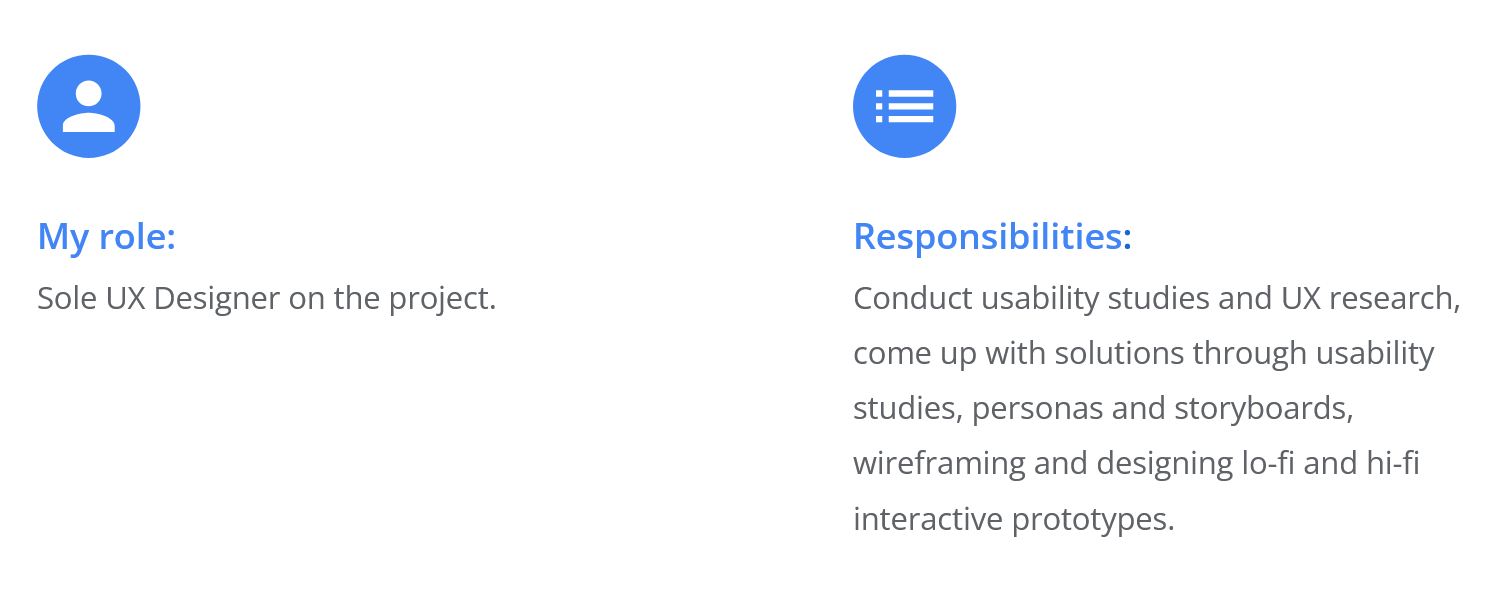 My role:
Sole UX Designer on the project.
Responsibilities:
Conduct usability studies and UX research,
come up with solutions through usability
studies, personas and storyboards,
wireframing and designing lo-fi and hi-fi
interactive prototypes.